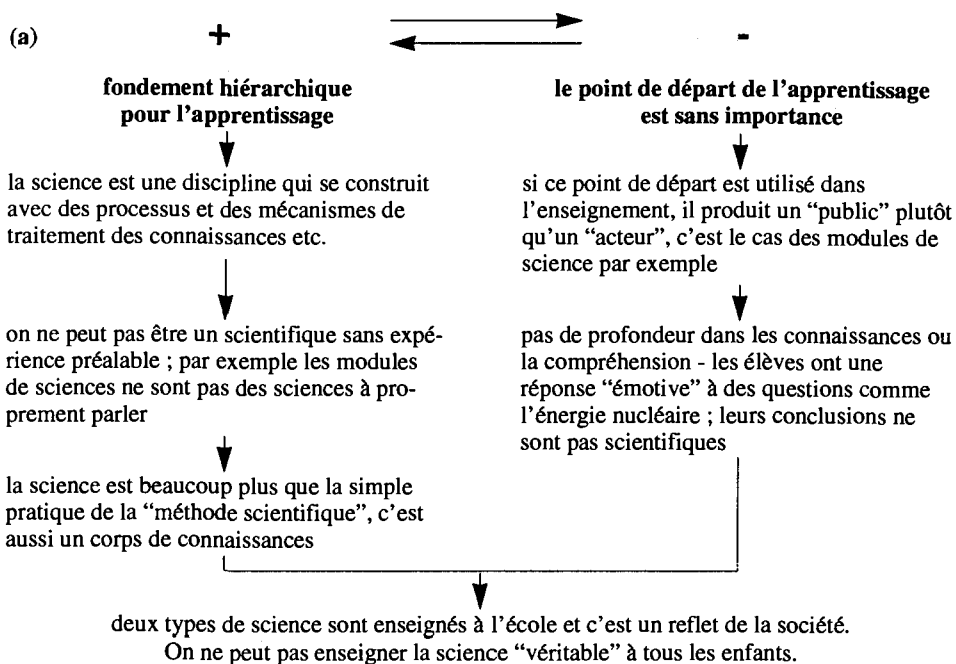 (a) + -
fondement hiérarchique
pour l'apprentissage
la science est une discipline qui se construit
avec des processus et des mécanismes de
traitement des connaissances etc.
on ne peut pas être un scientifique sans expé-
rience préalable ; par exemple les modules
de sciences ne sont pas des sciences à pro-
prement parler
la science est beaucoup plus que la simple
pratique de la “méthode scientifique”, c'est
aussi un corps de connaissances
le point de départ de l'apprentissage
est sans importance
si ce point de départ est utilisé dans
l'enseignement, il produit un “public” plutôt
qu'un “acteur”, c'est le cas des modules de
science par exemple
pas de profondeur dans les connaissances ou
la compréhension - les élèves ont une
réponse “émotive” à des questions comme
l'énergie nucléaire ; leurs conclusions ne
sont pas scientifiques
deux types de science sont enseignés à l'école et c'est un reflet de la société.
On ne peut pas enseigner la science “véritable” à tous les enfants.